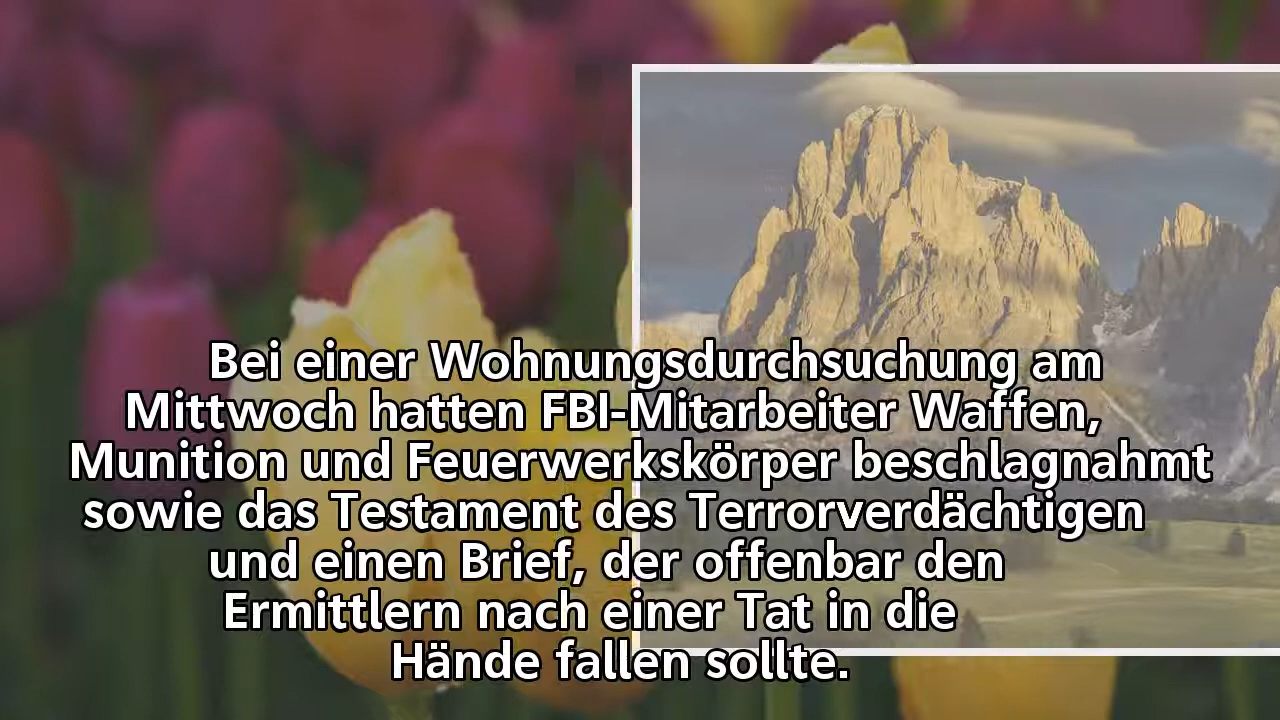 Bei einer Wohnungsdurchsuchung am
Mittwoch hatten FBI-Mitarbeiter Waffen,
Munition und Feuerwerkskörper beschlagnahmt
sowie das Testament des Terrorverdächtigen
und einen Brief, der offenbar den
Ermittlern nach einer Tat in die
Hände fallen sollte.